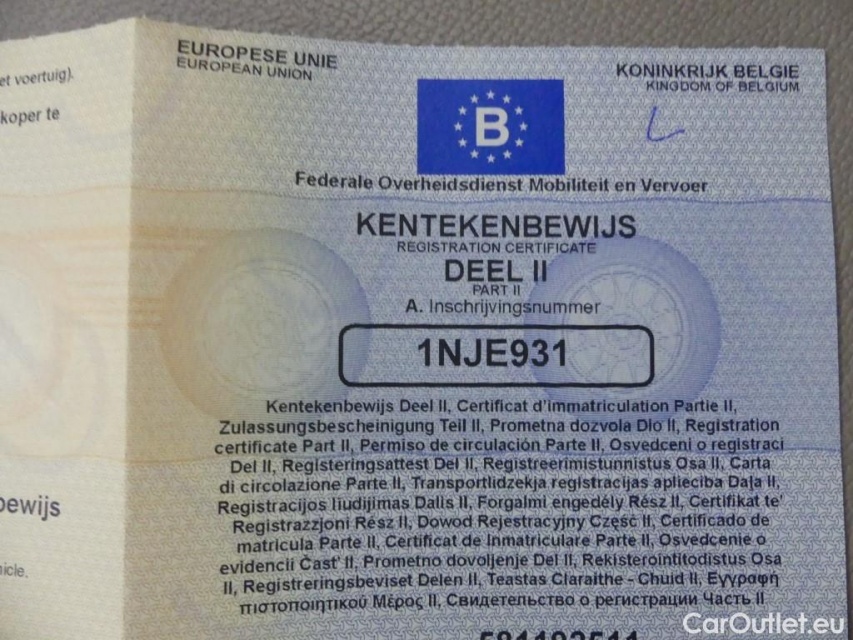 et voertuig).
koper te
bewijs
icle.
EUROPESE UNIE
EUROPEAN UNION
KONINKRIJK BELGIE
KINGDOM OF BELGIUM
B
Federale Overheidsdienst Mobiliteit en Vervoer
KENTEKENBEWIJS
REGISTRATION CERTIFICATE
DEEL II
PART II
A. Inschrijvingsnummer
1NJE931
Kentekenbewijs Deel II, Certificat d'immatriculation Partie II,
Zulassungsbescheinigung Teil II, Prometna dozvola Dio II, Registration
certificate Part II, Permiso de circulación Parte II, Osvedceni o registraci
Del II, Registeringsattest Del II, Registreerimistunnistus Osa II, Carta
di circolazione Parte II, Transportlidzekja registracijas aplieciba Daja II,
Registracijos liudijimas Dalis II, Forgalmi engedély Rész II, Certifikat te'
Registrazzjoni Rész II, Dowod Rejestracyjny Część II, Certificado de
matricula Parte II, Certificat de Inmatriculare Parte II, Osvedcenie o
evidencii Čast' II, Prometno dovoljenje Del II, Rekisterointitodistus Osa
II, Registreringsbeviset Delen II, Teastas Claraithe - Chuid II, Εγγραφή
πιστοποιητικού Μέρος II, Свидетельство о регистрации Часть II
CarOutlet.eu